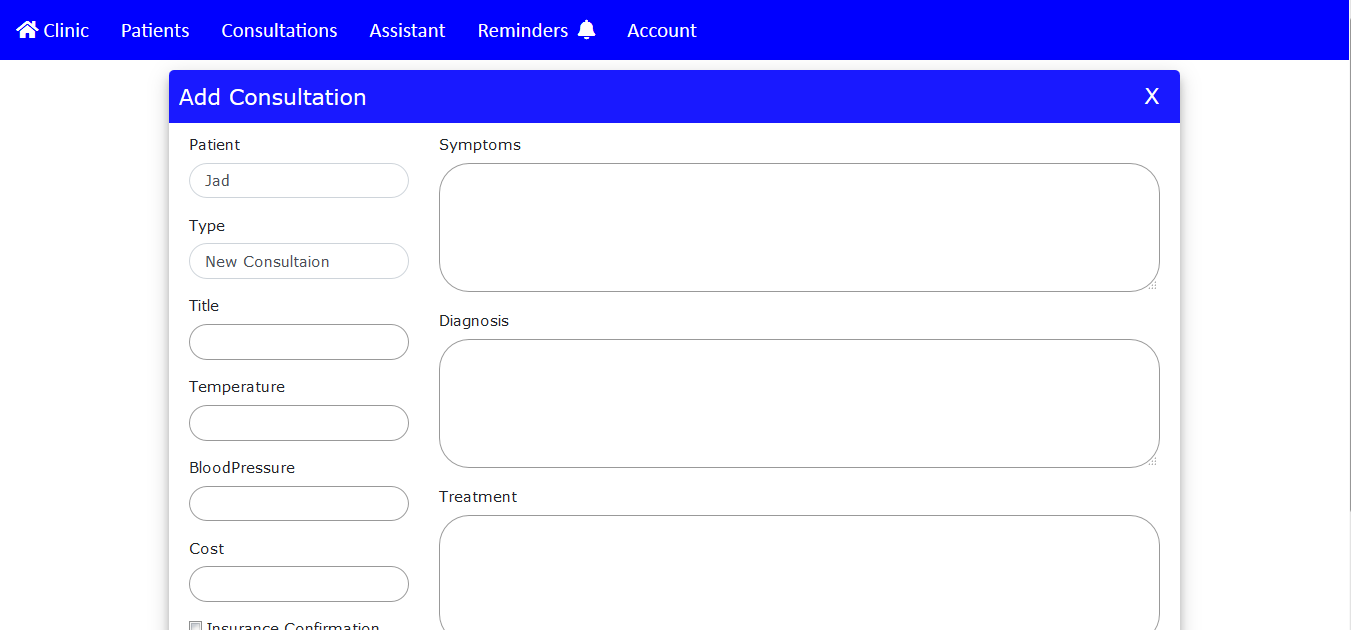 Clinic Patients Consultations Assistant Reminders Account
Add Consultation X
Patient
Jad
Type
New Consultaion
Title
Temperature
BloodPressure
Cost
Insurance Confirmation
Symptoms
Diagnosis
Treatment